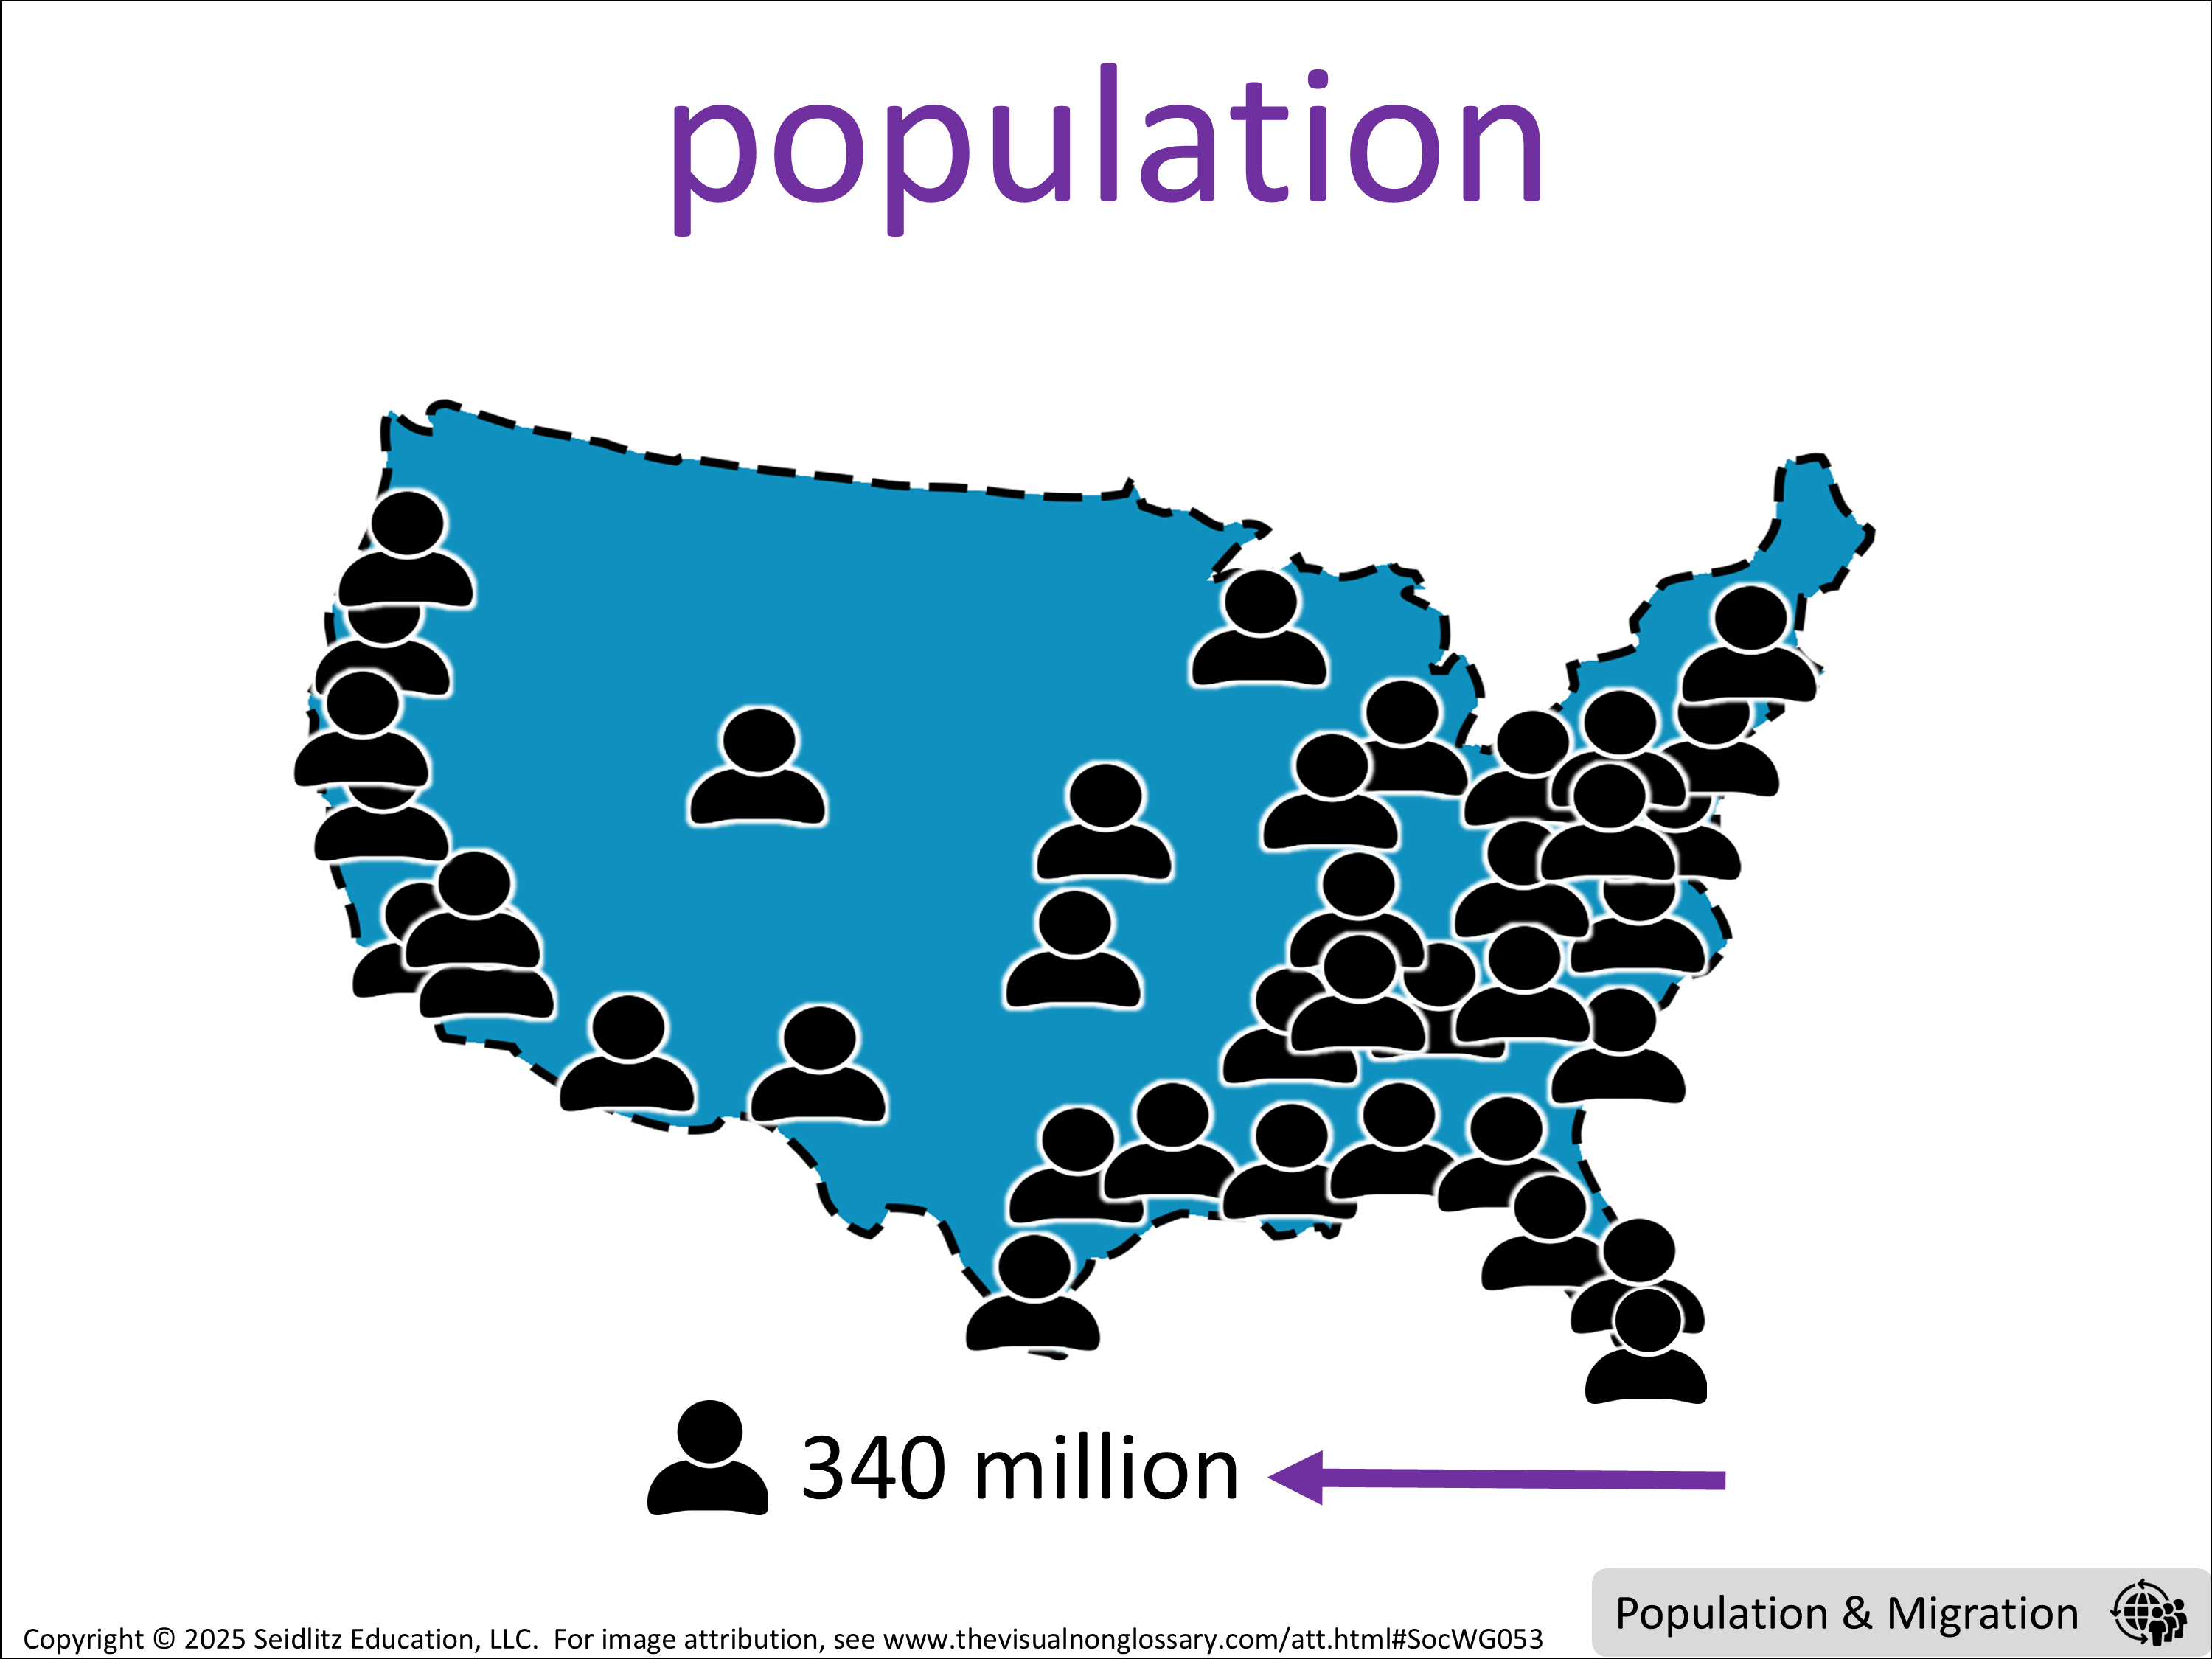 population
340 million
Population & Migration
Copyright © 2025 Seidlitz Education, LLC.  For image attribution, see www.thevisualnonglossary.com/att.html#SocWG053